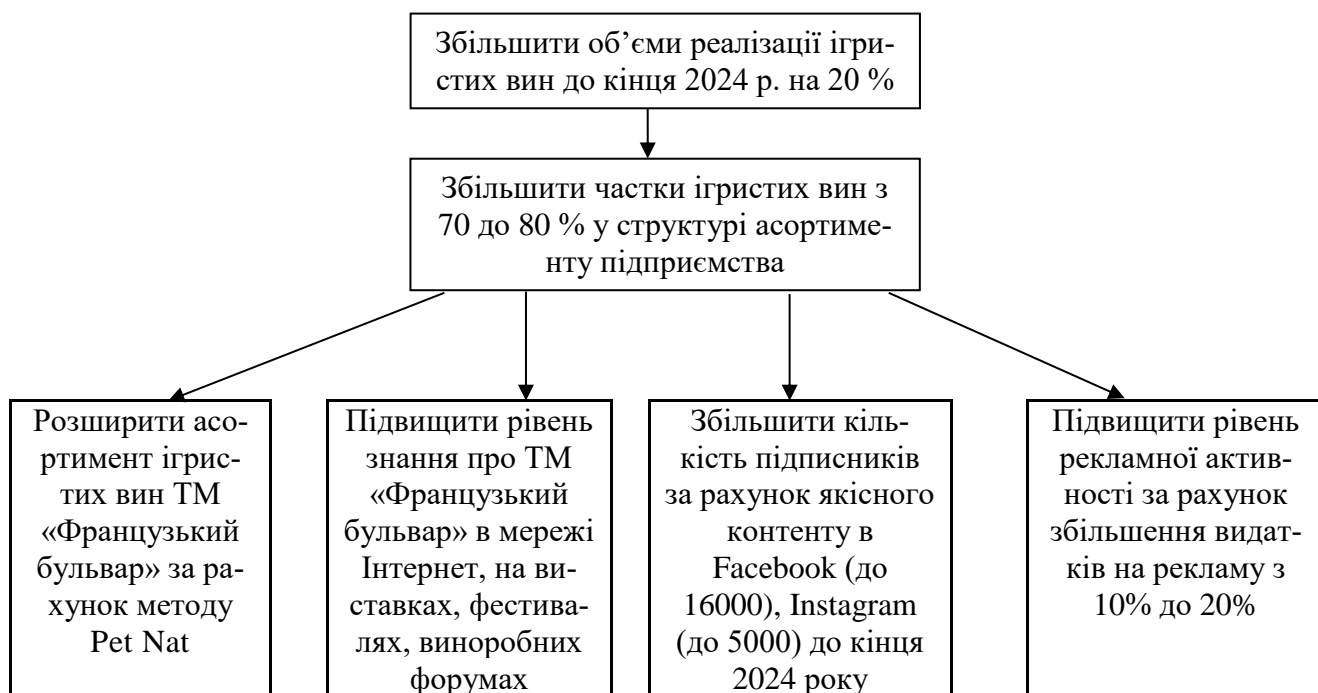 Збільшити об’єми реалізації ігри-
стих вин до кінця 2024 р. на 20 %
Збільшити частки ігристих вин з
70 до 80 % у структурі асортиме-
нту підприємства
Розширити асо-
ртимент ігрис-
тих вин ТМ
«Французький
бульвар» за ра-
хунок методу
Pet Nat
Підвищити рівень
знання про ТМ
«Французький
бульвар» в мережі
Інтернет, на ви-
ставках, фестива-
лях, виноробних
форумах
Збільшити кіль-
кість підписників
за рахунок якісного
контенту в
Facebook (до
16000), Instagram
(до 5000) до кінця
2024 року
Підвищити рівень
рекламної актив-
ності за рахунок
збільшення видат-
ків на рекламу з
10% до 20%